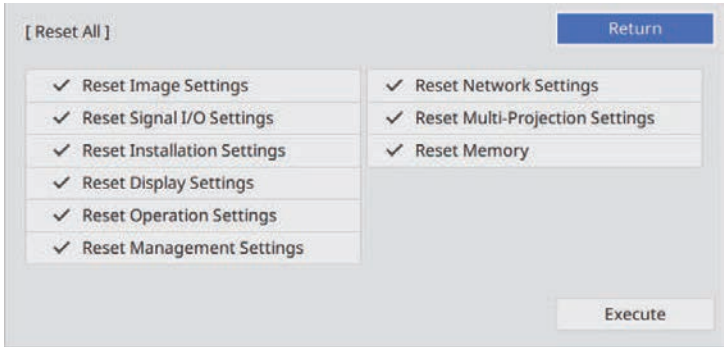 [ Reset All ]
Return
Reset Image Settings
Reset Signal I/O Settings
Reset Installation Settings
Reset Display Settings
Reset Operation Settings
Reset Management Settings
Reset Network Settings
Reset Multi-Projection Settings
Reset Memory
Execute